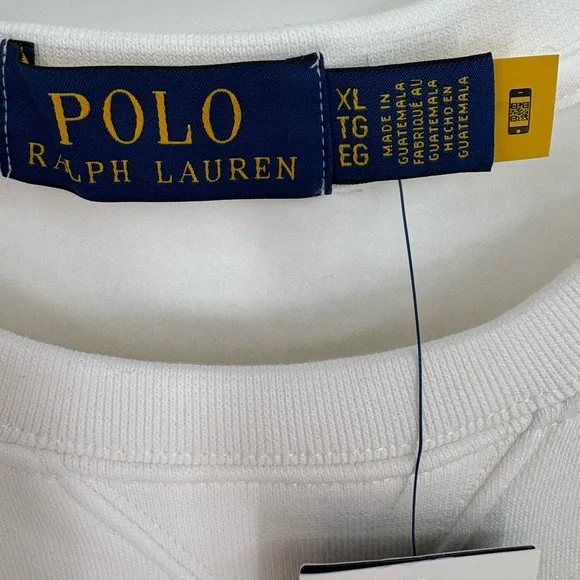 POLO
RALPH LAUREN
XL
TG
EG
MADE IN
GUATEMALA
FABRIQUÉ AU
GUATEMALA
HECHO EN
GUATEMALA